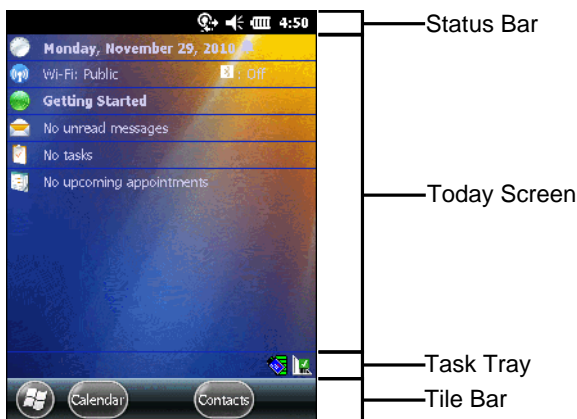 4:50
Status Bar
Monday, November 29, 2010
Wi-Fi: Public : Off
Getting Started
No unread messages
No tasks
No upcoming appointments
Today Screen
Task Tray
Calendar Contacts
Tile Bar